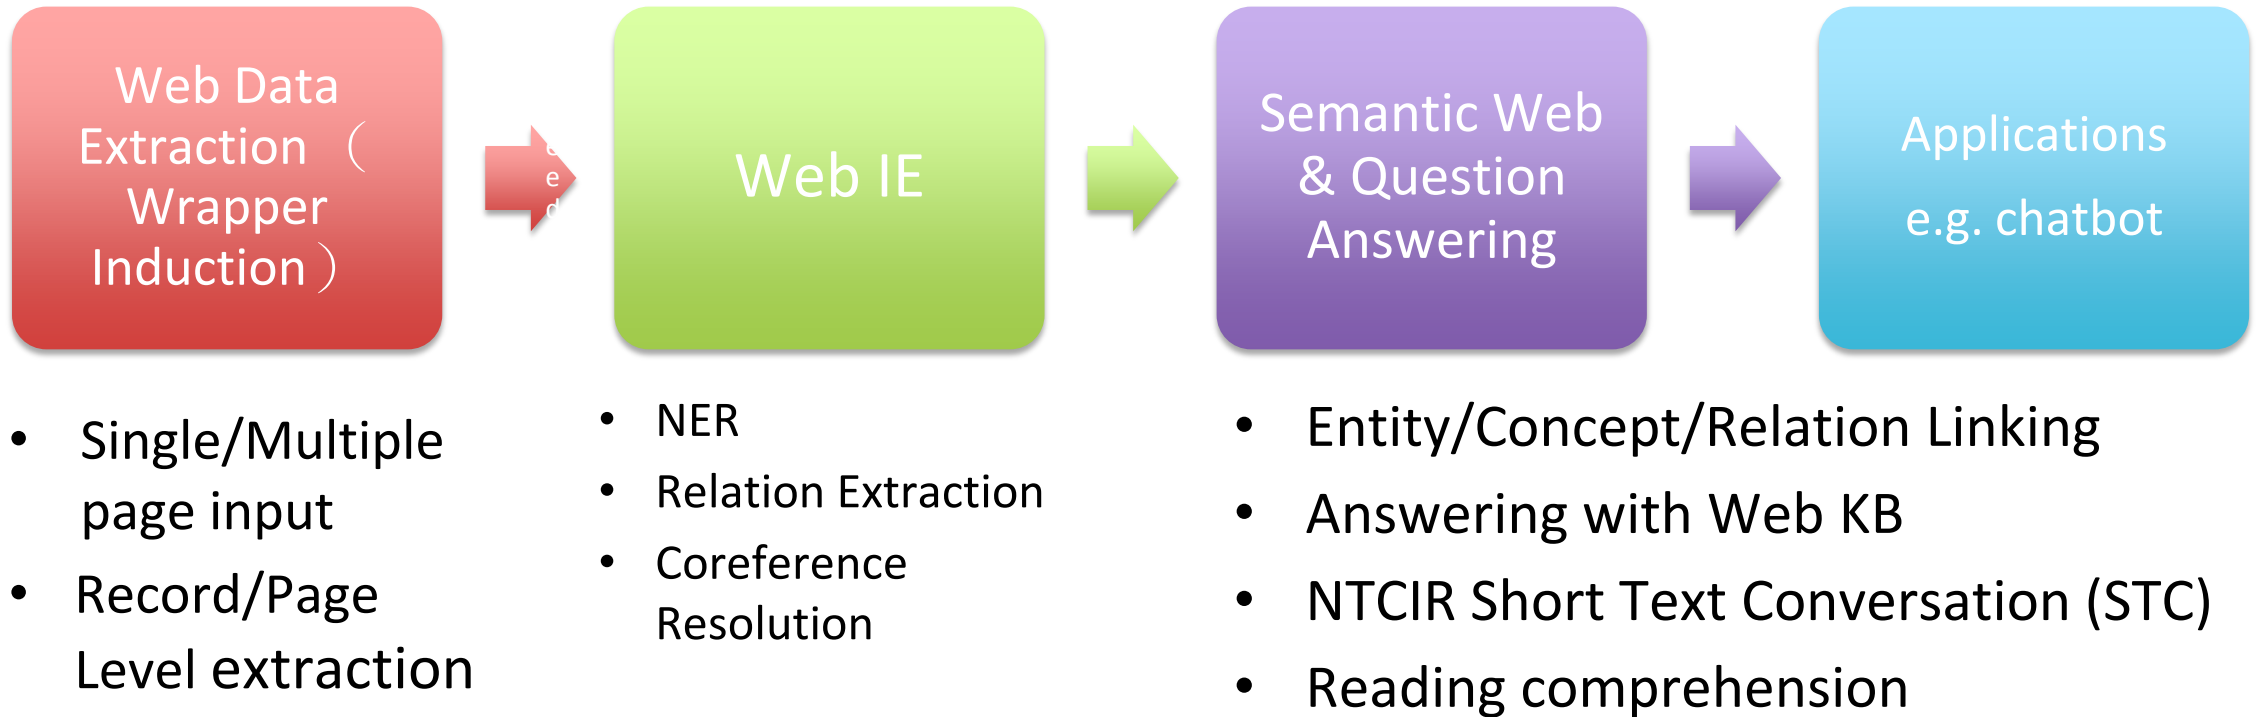 Web Data
Extraction（
Wrapper
Induction）
e
e
d
Web IE
Semantic Web
& Question
Answering
Applications
e.g. chatbot
• Single/Multiple
page input
• Record/Page
Level extraction
• NER
• Relation Extraction
• Coreference
Resolution
• Entity/Concept/Relation Linking
• Answering with Web KB
• NTCIR Short Text Conversation (STC)
• Reading comprehension